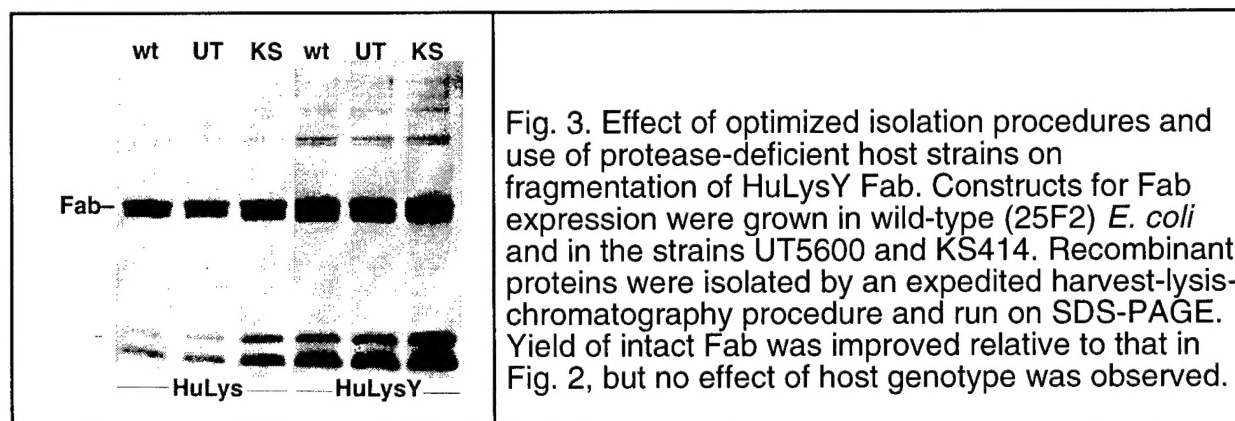 wt UT KS wt UT KS
Fab–
HuLys HuLysY
Fig. 3. Effect of optimized isolation procedures and
use of protease-deficient host strains on
fragmentation of HuLysY Fab. Constructs for Fab
expression were grown in wild-type (25F2) E. coli
and in the strains UT5600 and KS414. Recombinant
proteins were isolated by an expedited harvest-lysis-
chromatography procedure and run on SDS-PAGE.
Yield of intact Fab was improved relative to that in
Fig. 2, but no effect of host genotype was observed.